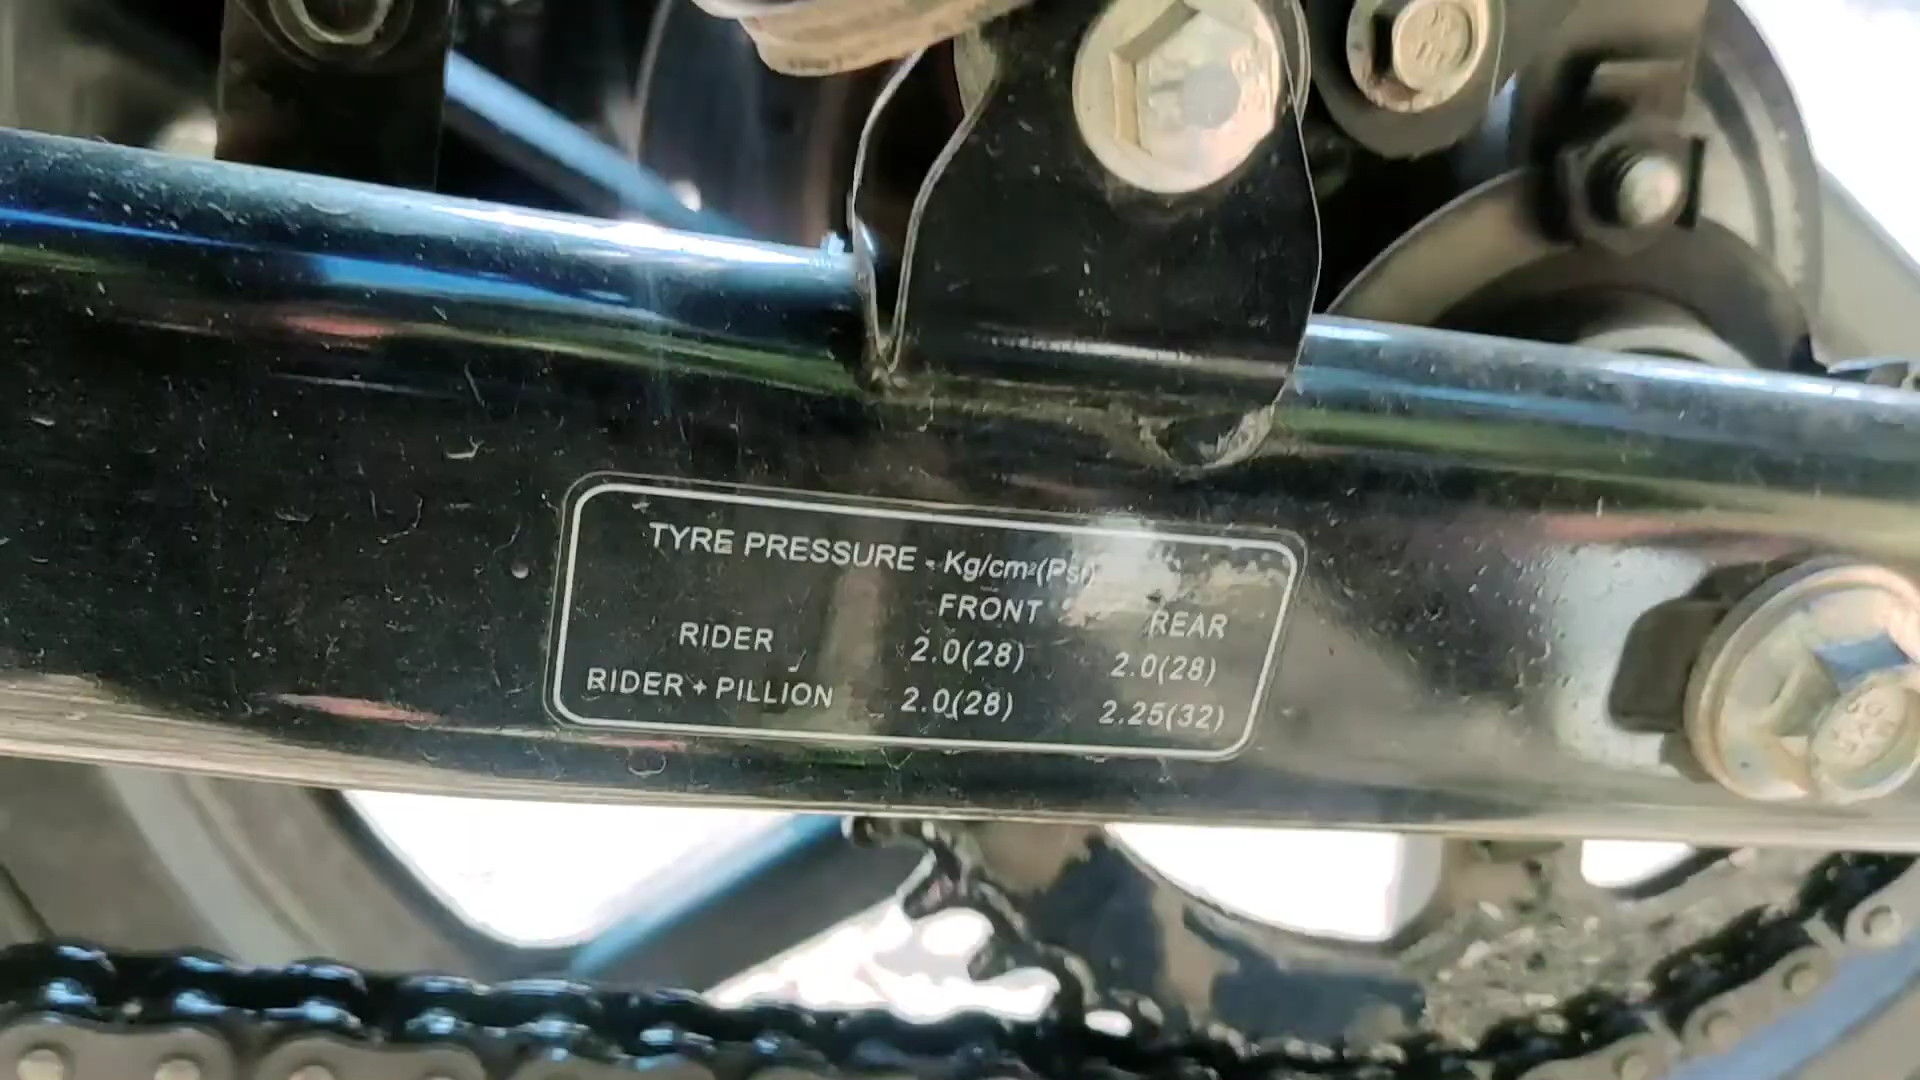 TYRE PRESSURE - Kg/cm²(Psi)
FRONT REAR
RIDER 2.0(28) 2.0(28)
RIDER + PILLION 2.0(28) 2.25(32)